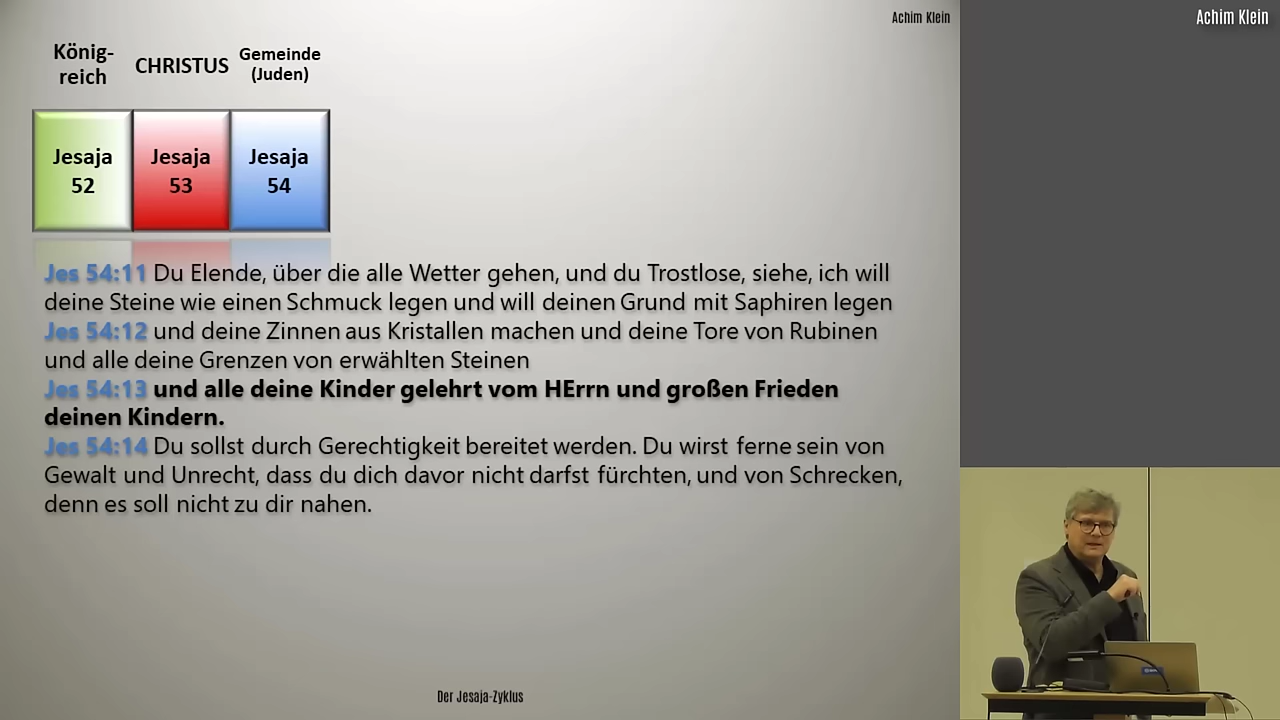 Achim Klein
Achim Klein
König-
reich
CHRISTUS
Gemeinde
(Juden)
Jesaja
52
Jesaja
53
Jesaja
54
Jes 54:11 Du Elende, über die alle Wetter gehen, und du Trostlose, siehe, ich will
deine Steine wie einen Schmuck legen und will deinen Grund mit Saphiren legen
Jes 54:12 und deine Zinnen aus Kristallen machen und deine Tore von Rubinen
und alle deine Grenzen von erwählten Steinen
Jes 54:13 und alle deine Kinder gelehrt vom HErrn und großen Frieden
deinen Kindern.
Jes 54:14 Du sollst durch Gerechtigkeit bereitet werden. Du wirst ferne sein von
Gewalt und Unrecht, dass du dich davor nicht darfst fürchten, und von Schrecken,
denn es soll nicht zu dir nahen.
Der Jesaja-Zyklus